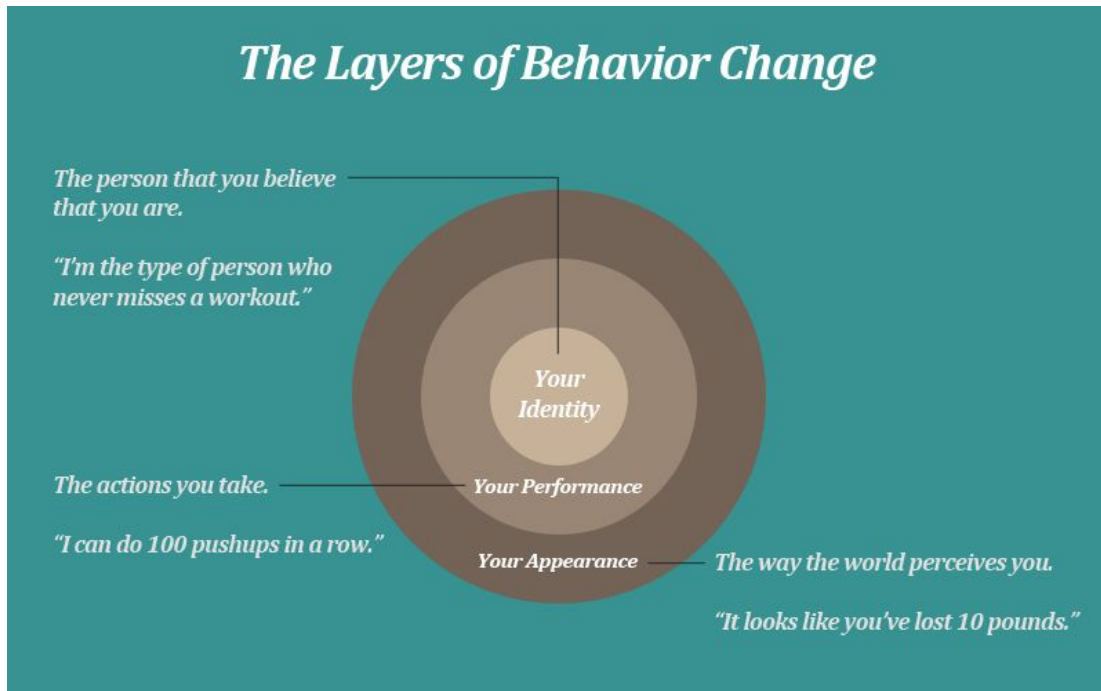 The Layers of Behavior Change
The person that you believe
that you are.
“I’m the type of person who
never misses a workout.”
Your
Identity
The actions you take.
Your Performance
“I can do 100 pushups in a row.”
Your Appearance
The way the world perceives you.
“It looks like you’ve lost 10 pounds.”